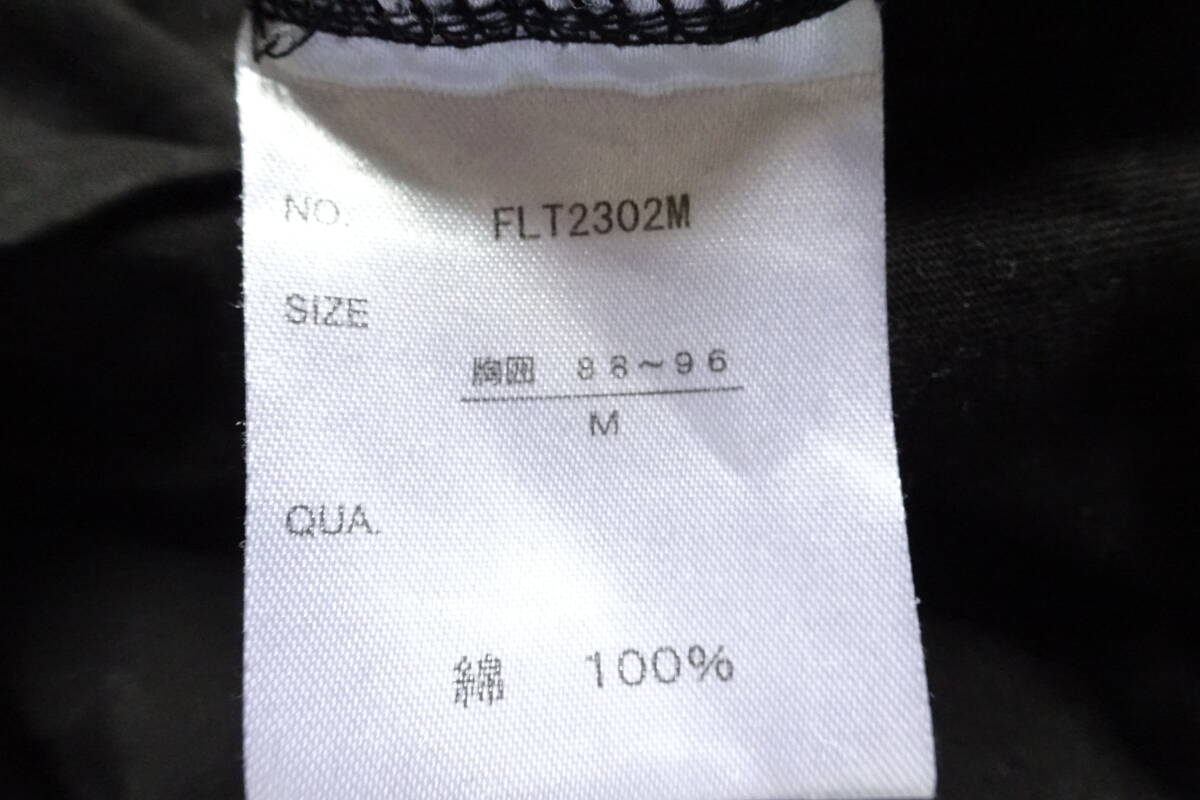 NO. FLT2302M
SIZE
胸囲 88~96
M
QUA.
綿 100%